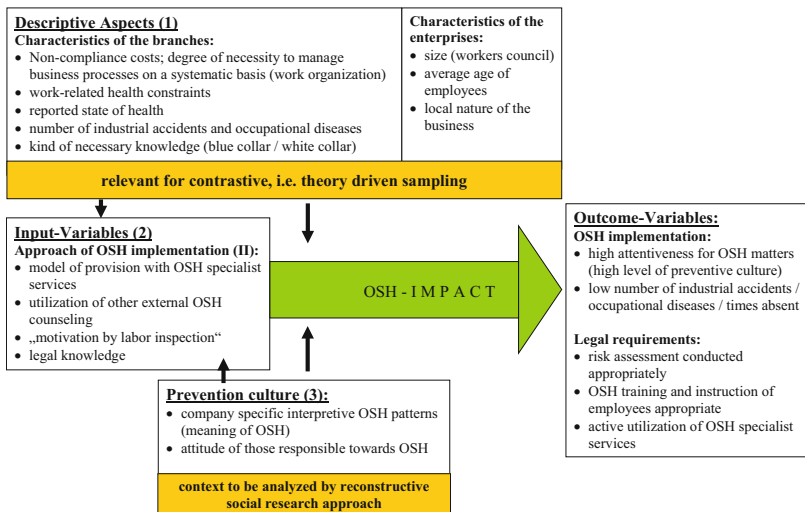 Descriptive Aspects (1)
Characteristics of the branches:
• Non-compliance costs; degree of necessity to manage
business processes on a systematic basis (work organization)
• work-related health constraints
• reported state of health
• number of industrial accidents and occupational diseases
• kind of necessary knowledge (blue collar / white collar)
Characteristics of the
enterprises:
• size (workers council)
• average age of
employees
• local nature of the
business
relevant for contrastive, i.e. theory driven sampling
Input-Variables (2)
Approach of OSH implementation (II):
• model of provision with OSH specialist
services
• utilization of other external OSH
counseling
• „motivation by labor inspection“
• legal knowledge
OSH - I M P A C T
Outcome-Variables:
OSH implementation:
• high attentiveness for OSH matters
(high level of preventive culture)
• low number of industrial accidents /
occupational diseases / times absent
Legal requirements:
• risk assessment conducted
appropriately
• OSH training and instruction of
employees appropriate
• active utilization of OSH specialist
services
Prevention culture (3):
• company specific interpretive OSH patterns
(meaning of OSH)
• attitude of those responsible towards OSH
context to be analyzed by reconstructive
social research approach